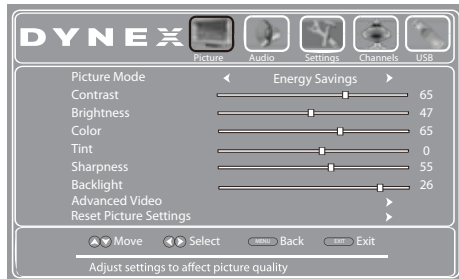 DYNEX
Picture Audio Settings Channels USB
Picture Mode Energy Savings
Contrast 65
Brightness 47
Color 65
Tint 0
Sharpness 55
Backlight 26
Advanced Video
Reset Picture Settings
Move Select MENU Back EXIT Exit
Adjust settings to affect picture quality